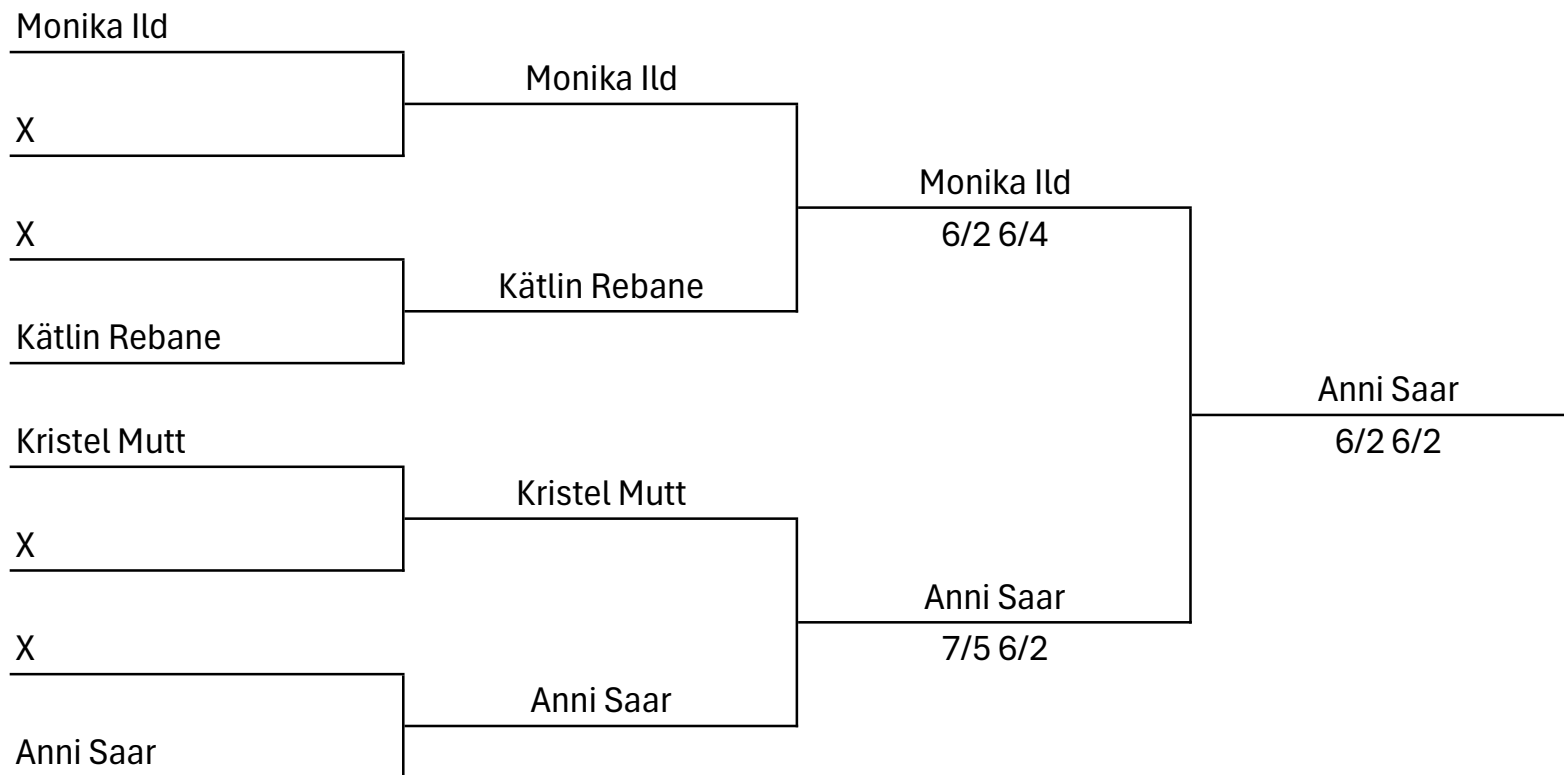 Monika Ild
Monika Ild
X
Monika Ild
X
6/2 6/4
Kätlin Rebane
Kätlin Rebane
Anni Saar
Kristel Mutt
6/2 6/2
Kristel Mutt
X
Anni Saar
X
7/5 6/2
Anni Saar
Anni Saar